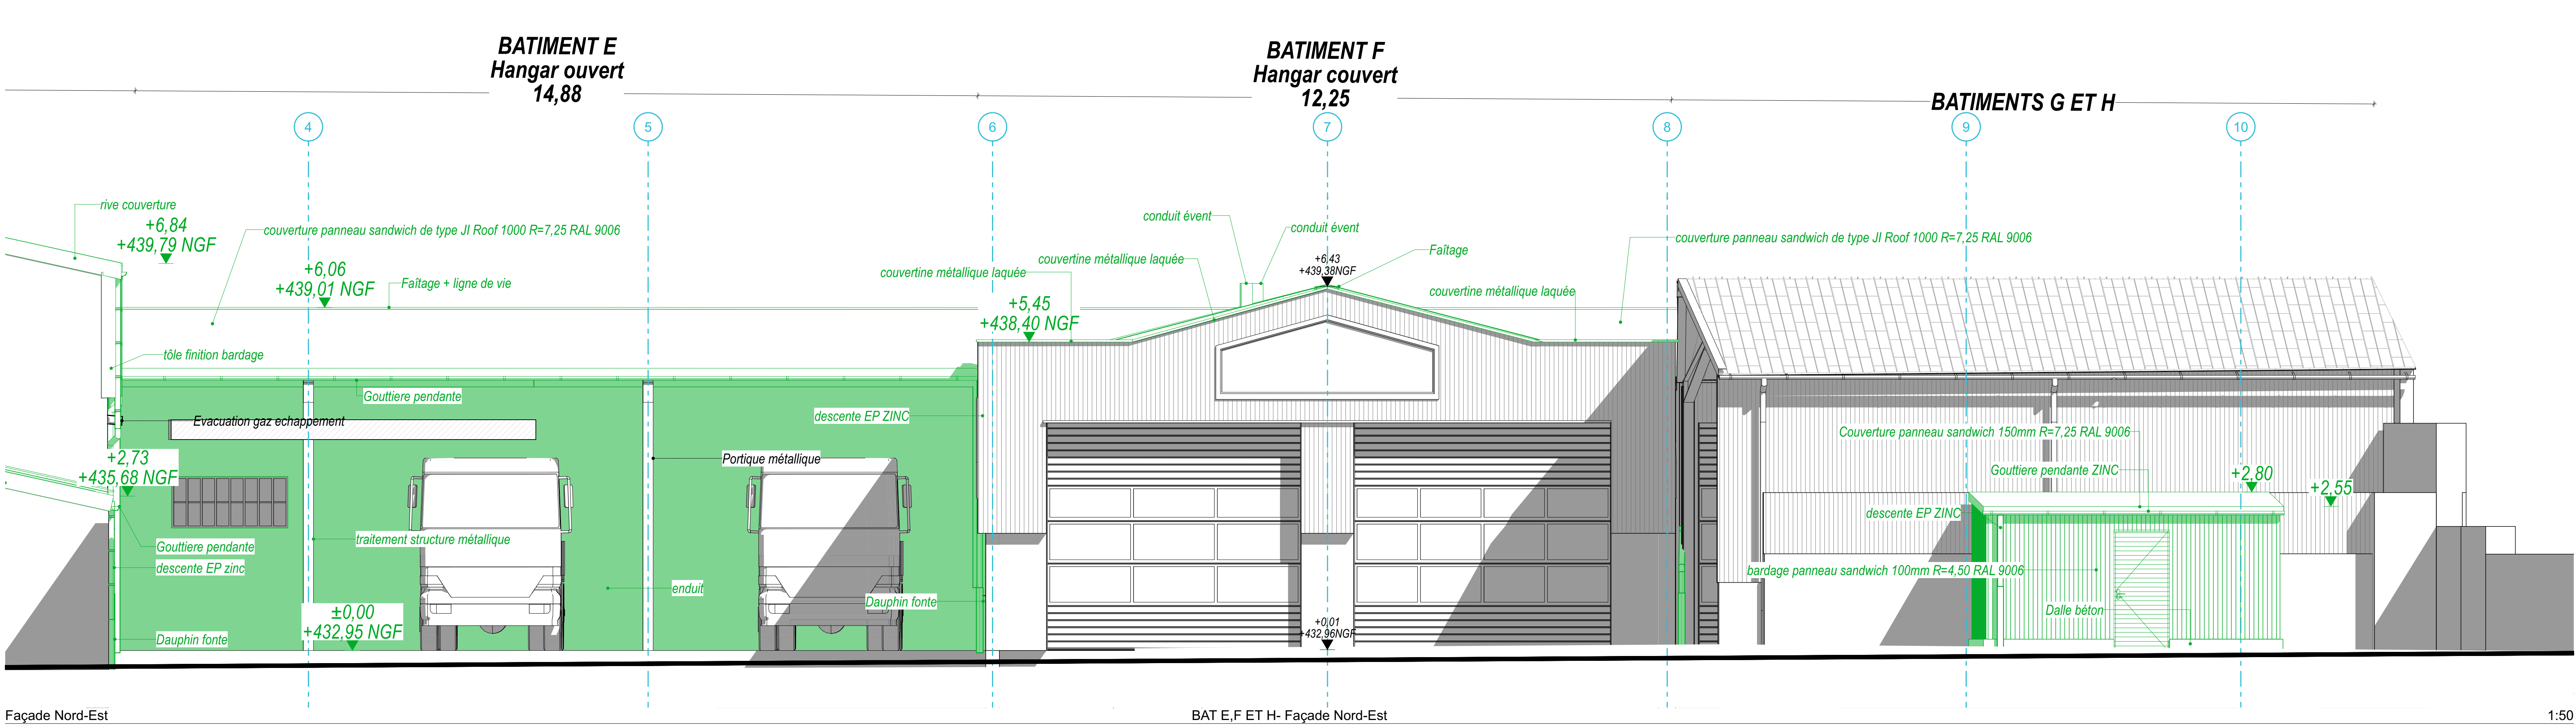 BATIMENT E
Hangar ouvert
14,88
BATIMENT F
Hangar couvert
12,25
BATIMENTS G ET H
4
5
6
7
8
9
10
rive couverture
+6,84
+439,79 NGF
couverture panneau sandwich de type JI Roof 1000 R=7,25 RAL 9006
+6,06
+439,01 NGF
Faîtage + ligne de vie
tôle finition bardage
Gouttiere pendante
Evacuation gaz echappement
+2,73
+435,68 NGF
Portique métallique
Gouttiere pendante
descente EP zinc
traitement structure métallique
enduit
±0,00
+432,95 NGF
Dauphin fonte
conduit évent
conduit évent
couvertine métallique laquée
couvertine métallique laquée
+6,43
+439,38NGF
Faîtage
couvertine métallique laquée
+5,45
+438,40 NGF
descente EP ZINC
Dauphin fonte
+0,01
+432,96NGF
couverture panneau sandwich de type JI Roof 1000 R=7,25 RAL 9006
Couverture panneau sandwich 150mm R=7,25 RAL 9006
Gouttiere pendante ZINC
+2,80
+2,55
descente EP ZINC
bardage panneau sandwich 100mm R=4,50 RAL 9006
Dalle béton
Façade Nord-Est
BAT E,F ET H- Façade Nord-Est
1:50